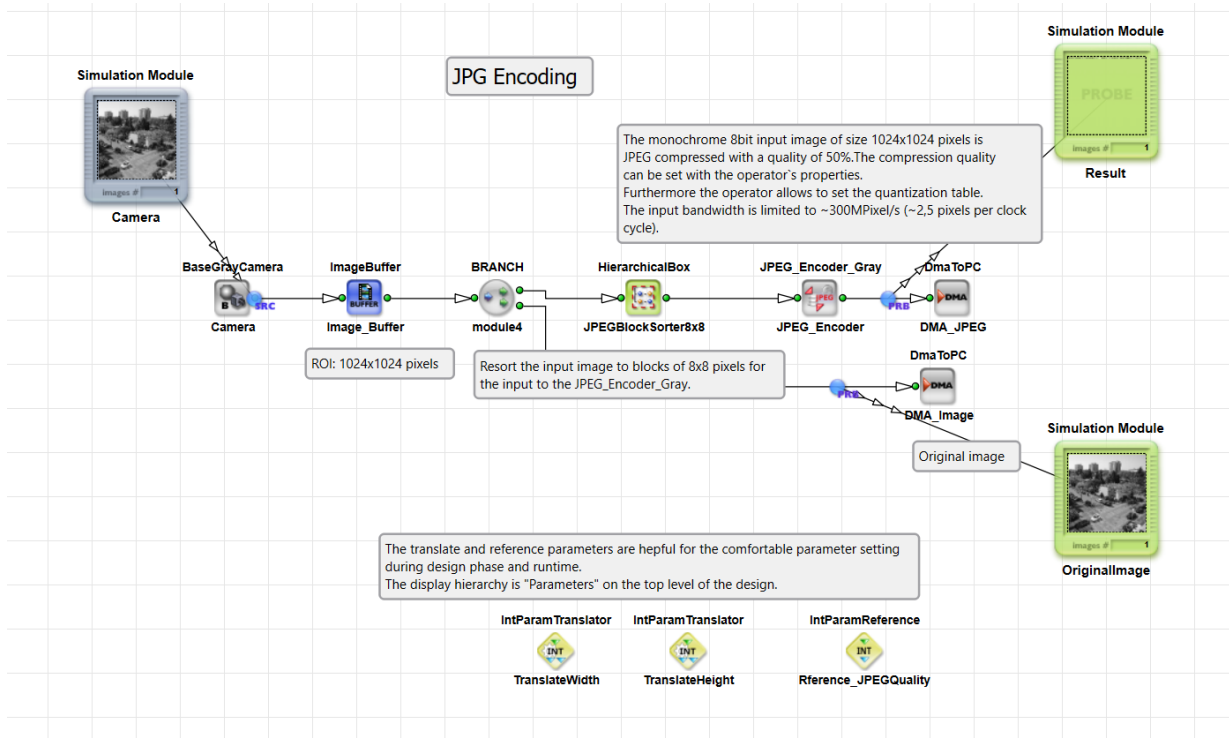 Simulation Module
images #
1
Camera
JPG Encoding
Simulation Module
PROBE
images #
1
Result
The monochrome 8bit input image of size 1024x1024 pixels is
JPEG compressed with a quality of 50%.The compression quality
can be set with the operator`s properties.
Furthermore the operator allows to set the quantization table.
The input bandwidth is limited to ~300MPixel/s (~2,5 pixels per clock
cycle).
BaseGrayCamera
B
SRC
Camera
ImageBuffer
BUFFER
Image_Buffer
BRANCH
module4
HierarchicalBox
JPEGBlockSorter8x8
JPEG_Encoder_Gray
JPEG
JPEG_Encoder
PRB
DmaToPC
DMA
DMA_JPEG
ROI: 1024x1024 pixels
Resort the input image to blocks of 8x8 pixels for
the input to the JPEG_Encoder_Gray.
PRB
DmaToPC
DMA
DMA_Image
Original image
Simulation Module
images #
1
OriginalImage
The translate and reference parameters are hepful for the comfortable parameter setting
during design phase and runtime.
The display hierarchy is "Parameters" on the top level of the design.
IntParamTranslator
INT
TranslateWidth
IntParamTranslator
INT
TranslateHeight
IntParamReference
INT
Rference_JPEGQuality